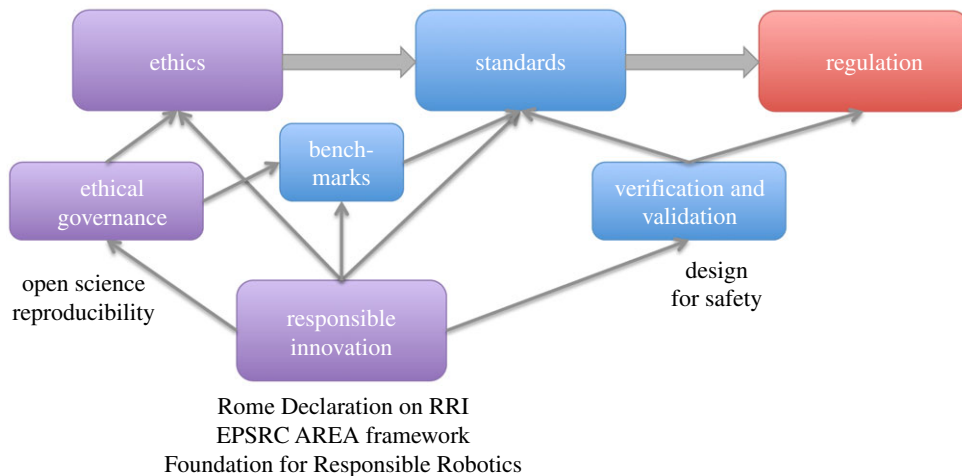 ethics
standards
regulation
bench-
marks
ethical
governance
verification and
validation
open science
reproducibility
design
for safety
responsible
innovation
Rome Declaration on RRI
EPSRC AREA framework
Foundation for Responsible Robotics